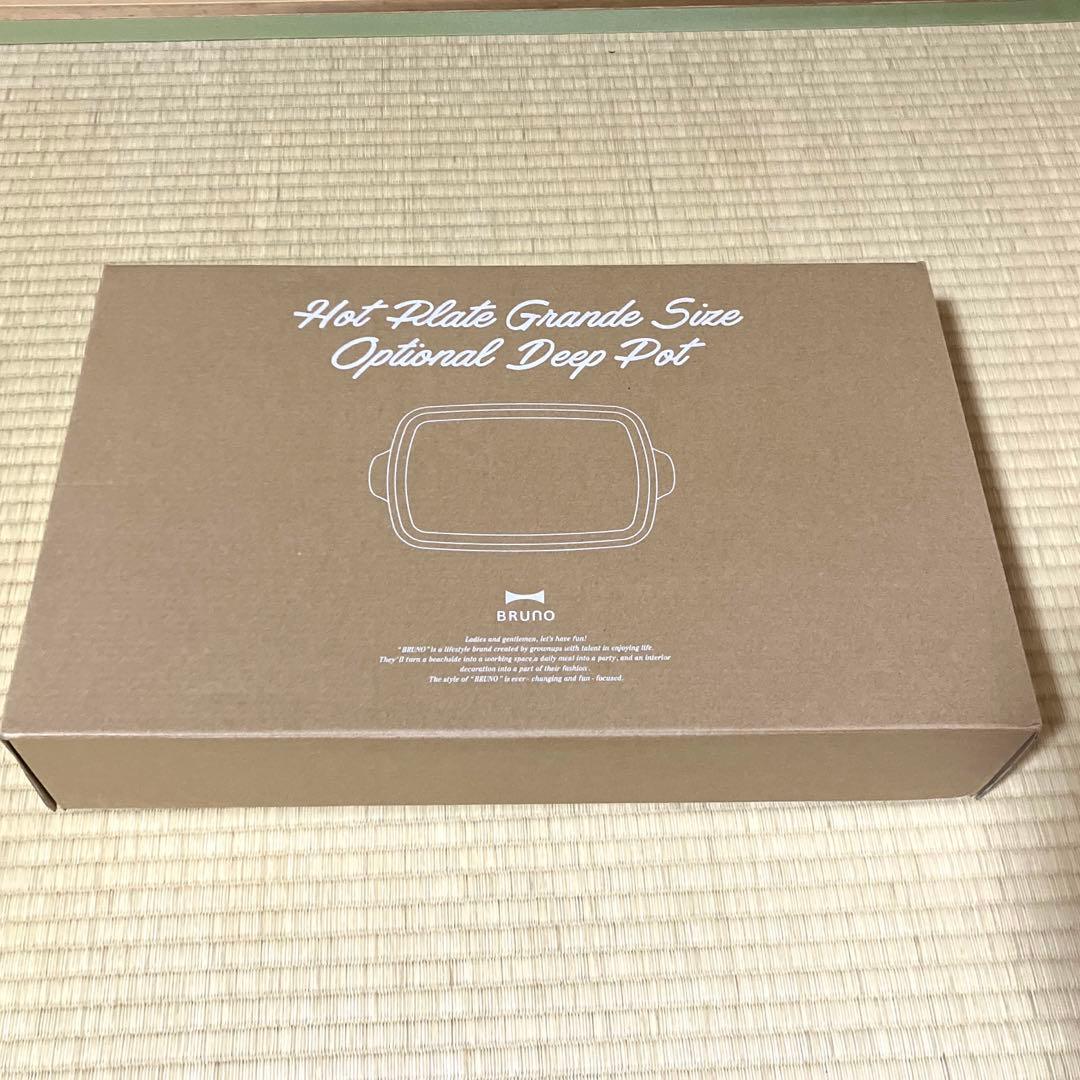 Hot Plate Grande Size
Optional Deep Pot
BRUNO
Ladies and gentlemen, let's have fun!
"BRUNO" is a lifestyle brand created by grownups with talent in enjoying life.
They'll turn a beachside into a working space, a daily meal into a party, and an interior
decoration into a part of their fashion.
The style of "BRUNO" is ever- changing and fun - focused.